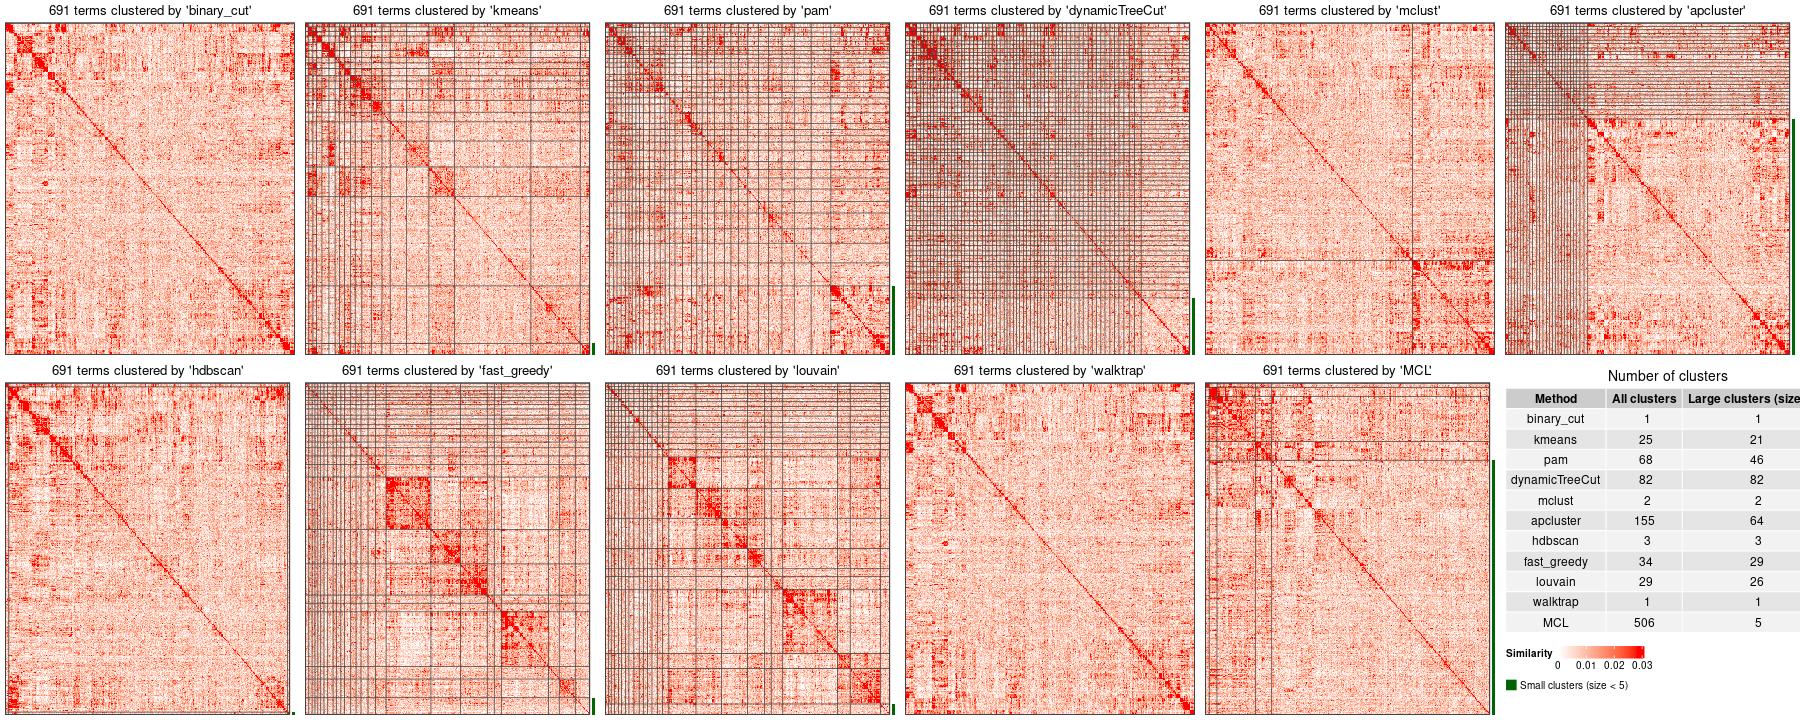 691 terms clustered by 'binary_cut'
691 terms clustered by 'kmeans'
691 terms clustered by 'pam'
691 terms clustered by 'dynamicTreeCut'
691 terms clustered by 'mclust'
691 terms clustered by 'apcluster'
691 terms clustered by 'hdbscan'
691 terms clustered by 'fast_greedy'
691 terms clustered by 'louvain'
691 terms clustered by 'walktrap'
691 terms clustered by 'MCL'
Number of clusters
Method All clusters Large clusters (size
binary_cut 1 1
kmeans 25 21
pam 68 46
dynamicTreeCut 82 82
mclust 2 2
apcluster 155 64
hdbscan 3 3
fast_greedy 34 29
louvain 29 26
walktrap 1 1
MCL 506 5
Similarity
0 0.01 0.02 0.03
Small clusters (size < 5)